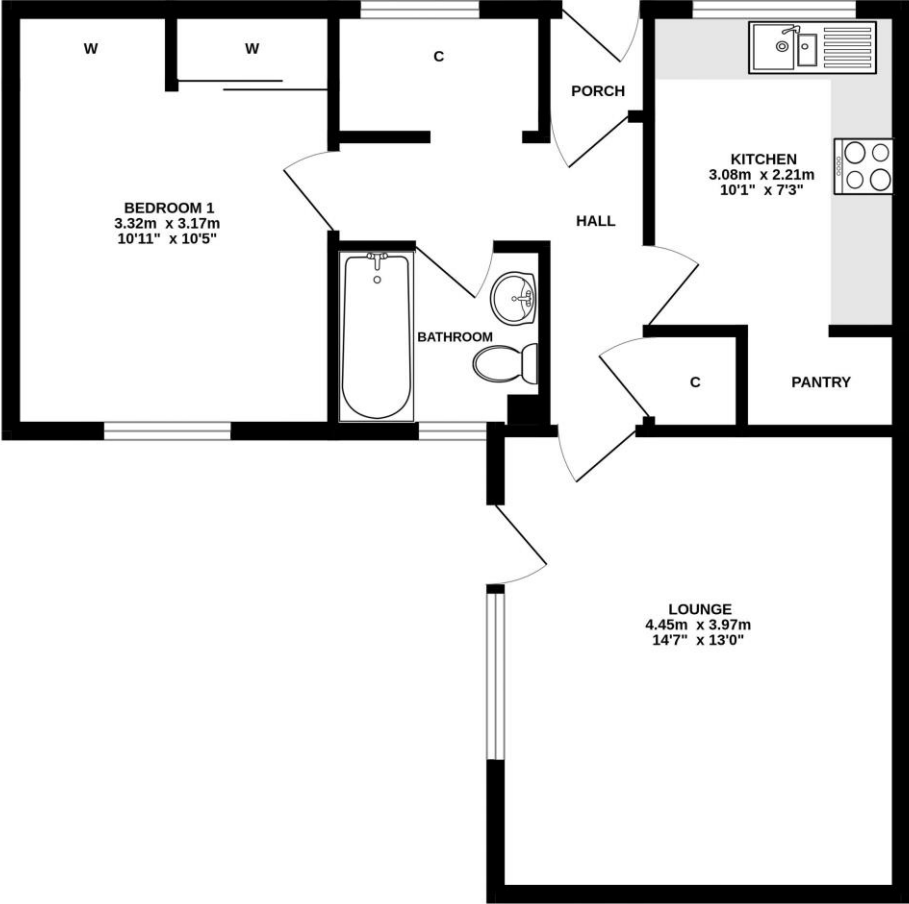 W
W
C
PORCH
KITCHEN
3.08m x 2.21m
10'1" x 7'3"
BEDROOM 1
3.32m x 3.17m
10'11" x 10'5"
HALL
BATHROOM
C
PANTRY
LOUNGE
4.45m x 3.97m
14'7" x 13'0"